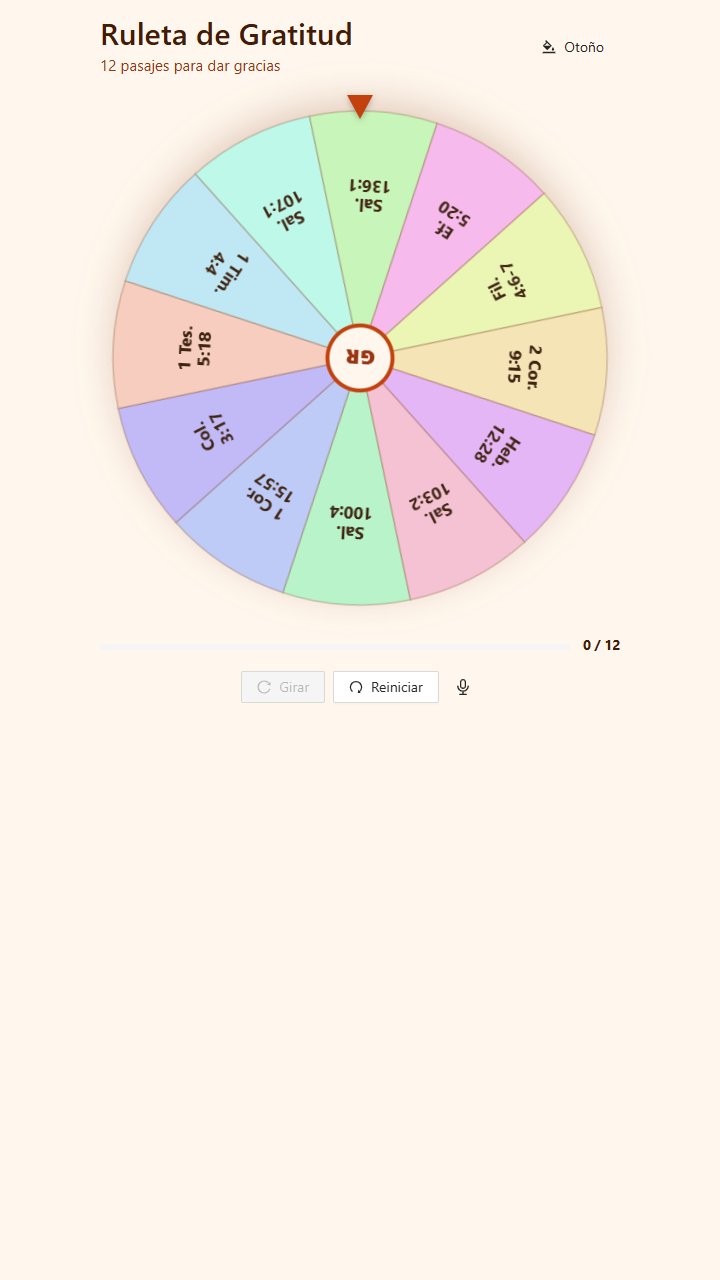 Ruleta de Gratitud
12 pasajes para dar gracias
Otoño
Sal.
136:1
Ef.
5:20
Fil.
4:6-7
2 Cor.
9:15
Heb.
12:28
Sal.
103:2
Sal.
100:4
1 Cor.
15:57
Col.
3:17
1 Tes.
5:18
1 Tim.
4:4
Sal.
107:1
GR
0 / 12
Girar
Reiniciar